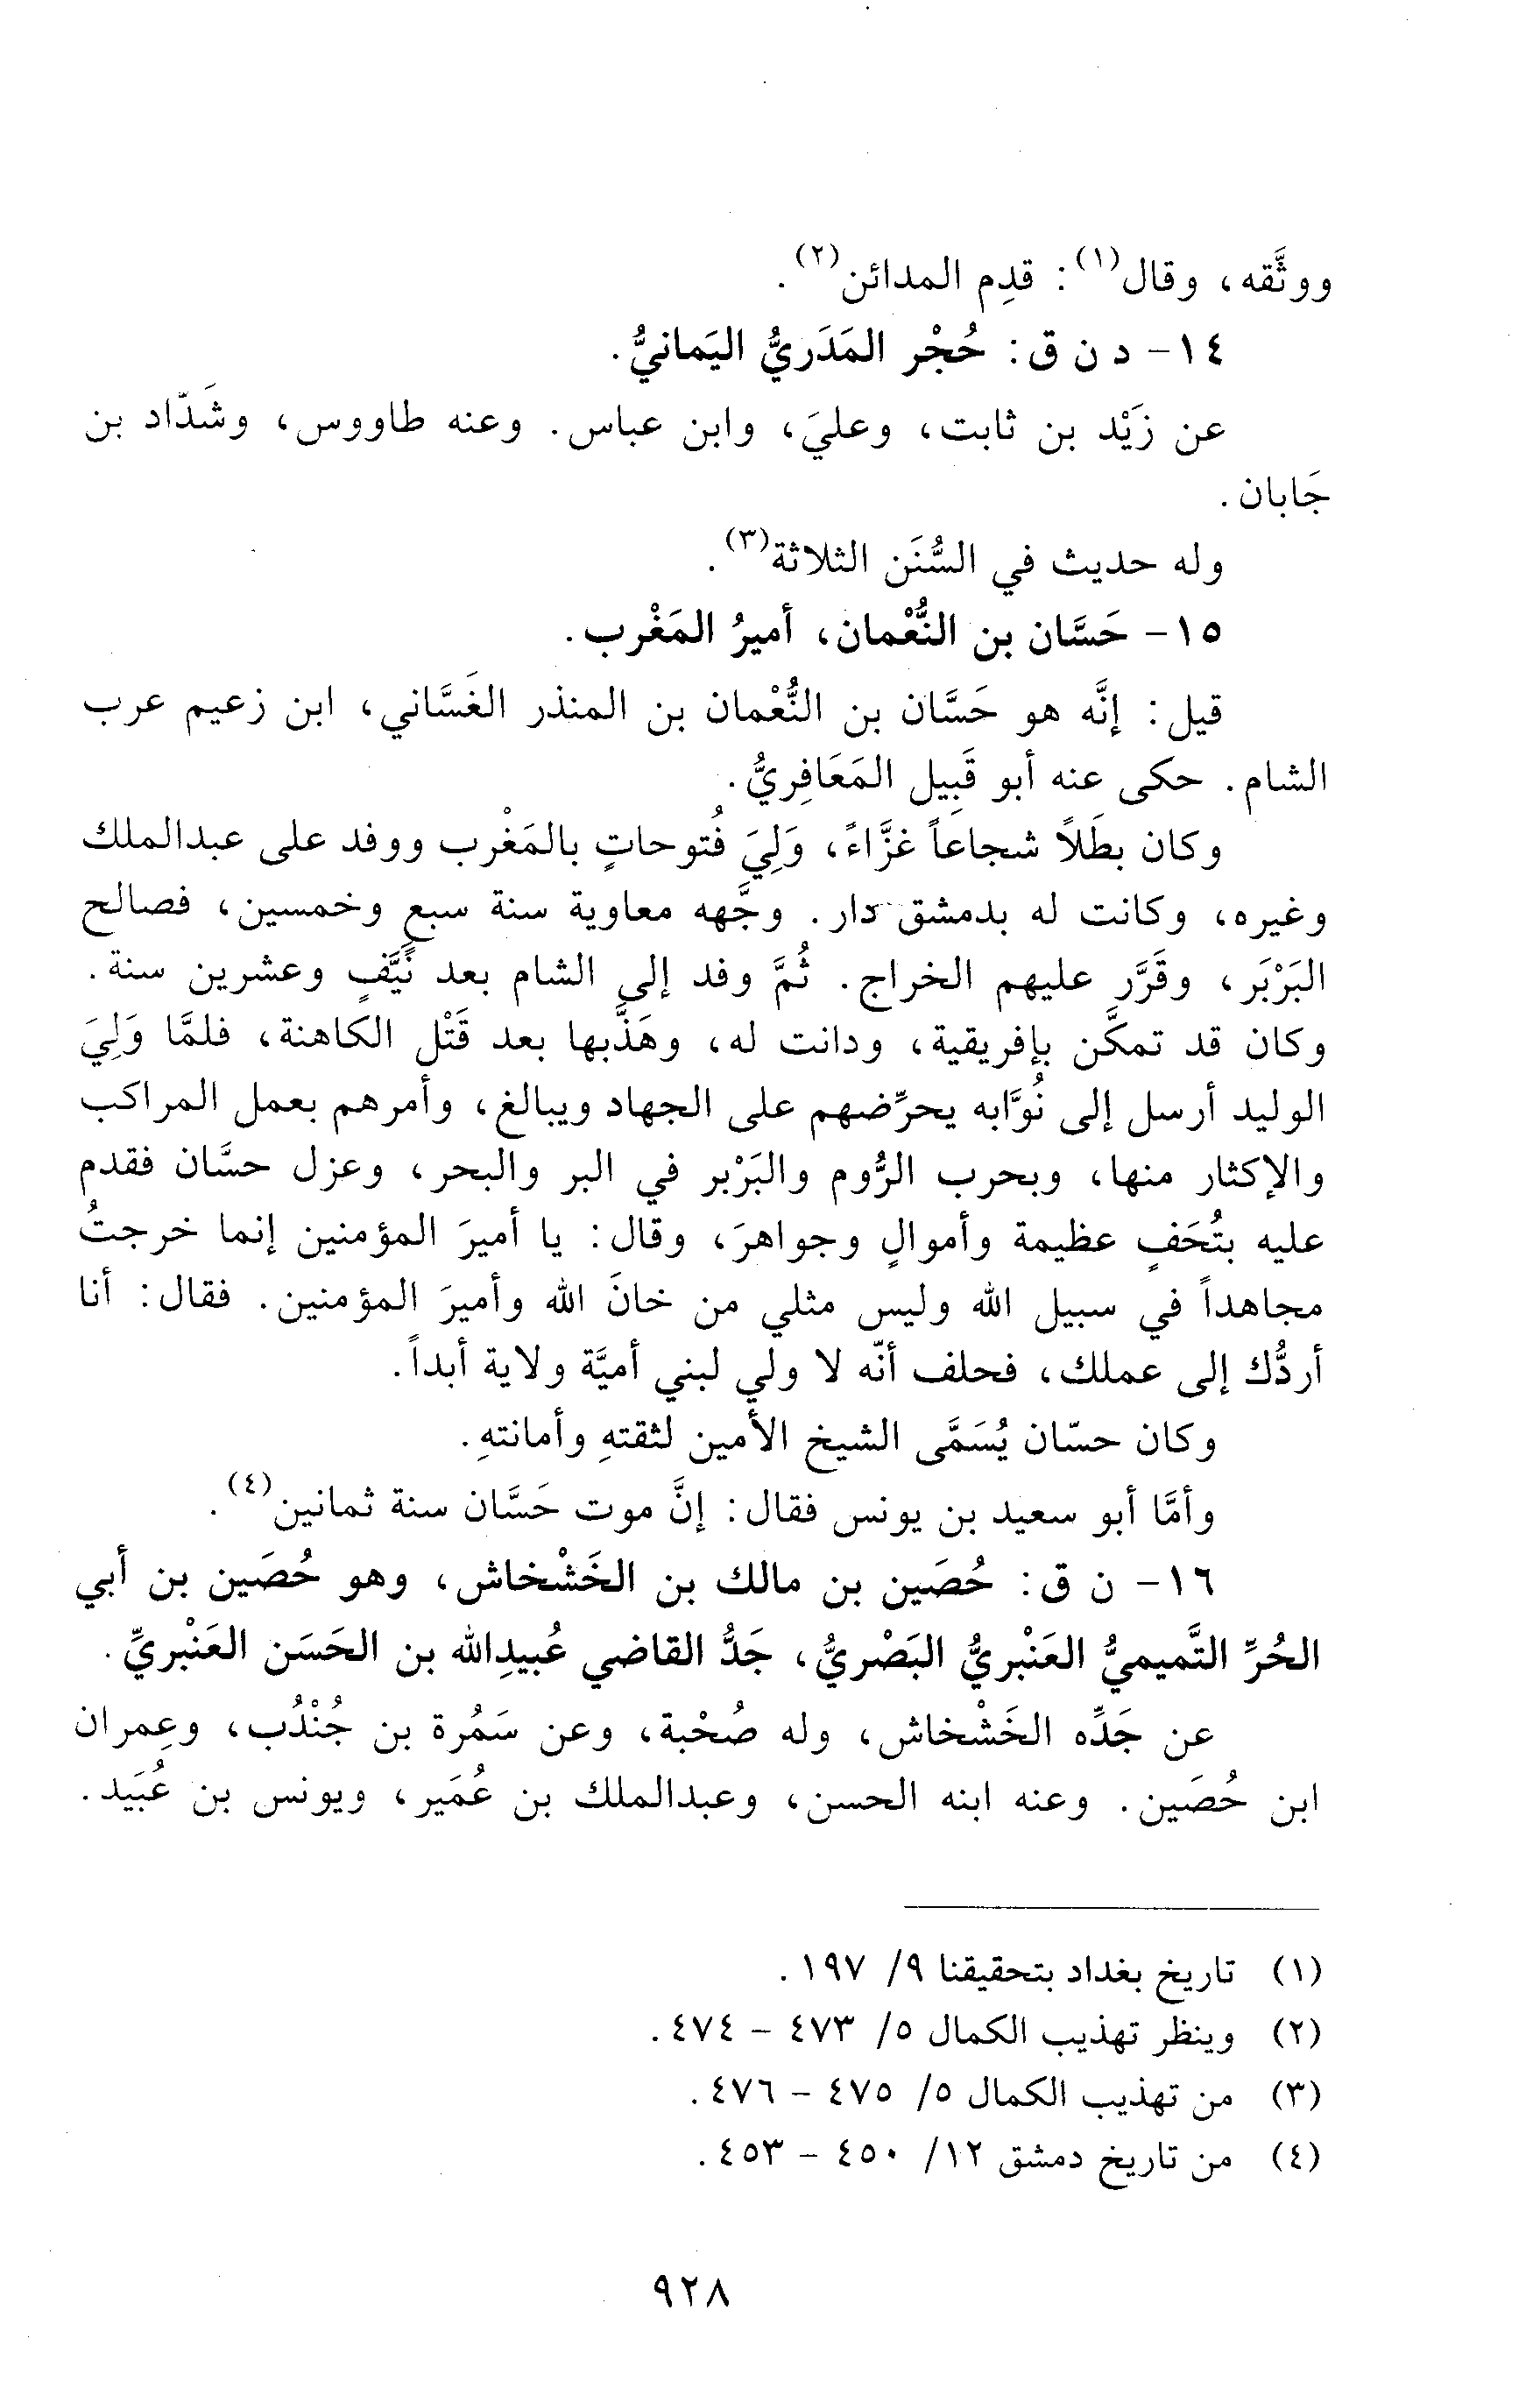 ووثَّقه، وقال(١): قدِم المدائن(٢).
١٤- د ن ق: حُجْر المَدَريُّ اليَمانيُّ.
عن زَيْد بن ثابت، وعليَ، وابن عباس. وعنه طاووس، وشَدّاد بن
جَابان.
وله حديث في السُّنَن الثلاثة(٣).
١٥- حَسَّان بن النُّعْمان، أميرُ المَغْرب.
قيل: إنَّه هو حَسَّان بن النُّعْمان بن المنذر الغَسَّاني، ابن زعيم عرب
الشام. حكى عنه أبو قَبِيل المَعَافِريُّ.
وكان بطَلاً شجاعاً غزَّاءً، وَلِيَ فُتوحاتٍ بالمَغْرب ووفد على عبدالملك
وغيره، وكانت له بدمشق دار. وجَّهه معاوية سنة سبعٍ وخمسين، فصالح
البَرْبَر، وقَرَّر عليهم الخراج. ثُمَّ وفد إلى الشام بعد نَيَّفٍ وعشرين سنة.
وكان قد تمكَّن بإفريقية، ودانت له، وهَذَّبها بعد قَتْل الكاهنة، فلمَّا وَلِيَ
الوليد أرسل إلى نُوَّابه يحرِّضهم على الجهاد ويبالغ، وأمرهم بعمل المراكب
والإكثار منها، وبحرب الرُّوم والبَرْبر في البر والبحر، وعزل حسَّان فقدم
عليه بتُحَفٍ عظيمة وأموالٍ وجواهرَ، وقال: يا أميرَ المؤمنين إنما خرجتُ
مجاهداً في سبيل الله وليس مثلي من خانَ الله وأميرَ المؤمنين. فقال: أنا
أردُّك إلى عملك، فحلف أنّه لا ولي لبني أميَّة ولاية أبداً.
وكان حسّان يُسَمَّى الشيخ الأمين لثقتهِ وأمانتهِ.
وأمَّا أبو سعيد بن يونس فقال: إنَّ موت حَسَّان سنة ثمانين(٤).
١٦- ن ق: حُصَين بن مالك بن الخَشْخاش، وهو حُصَين بن أبي
الحُرِّ التَّميميُّ العَنْبريُّ البَصْريُّ، جَدُّ القاضي عُبيدِالله بن الحَسَن العَنْبريِّ.
عن جَدِّه الخَشْخاش، وله صُحْبة، وعن سَمُرة بن جُنْدُب، وعِمران
ابن حُصَين. وعنه ابنه الحسن، وعبدالملك بن عُمَير، ويونس بن عُبَيد.
(١) تاريخ بغداد بتحقيقنا ٩/ ١٩٧.
(٢) وينظر تهذيب الكمال ٥/ ٤٧٣ - ٤٧٤.
(٣) من تهذيب الكمال ٥/ ٤٧٥ - ٤٧٦.
(٤) من تاريخ دمشق ١٢/ ٤٥٠ - ٤٥٣.
٩٢٨